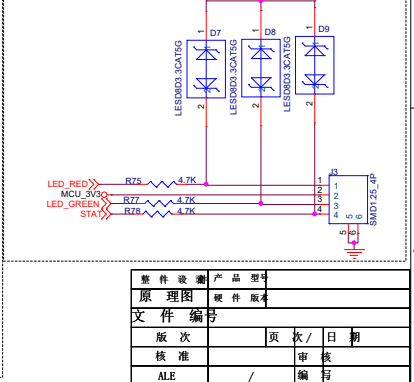 D7
D8
D9
1
1
1
LESD8D3.3CAT5G
LESD8D3.3CAT5G
LESD8D3.3CAT5G
2
2
2
J3
LED_RED R75 4.7K 1 1
MCU_3V3 2 2
LED_GREEN R77 4.7K 3 3
STAT R78 4.7K 4 4
5 6
5 6
SMD1.25_4P
整 件 设 产 品 型号
原 理图 硬 件 版本
文 件 编号
版 次 页 次 / 日 期
核 准 审 核
ALE / 编 写